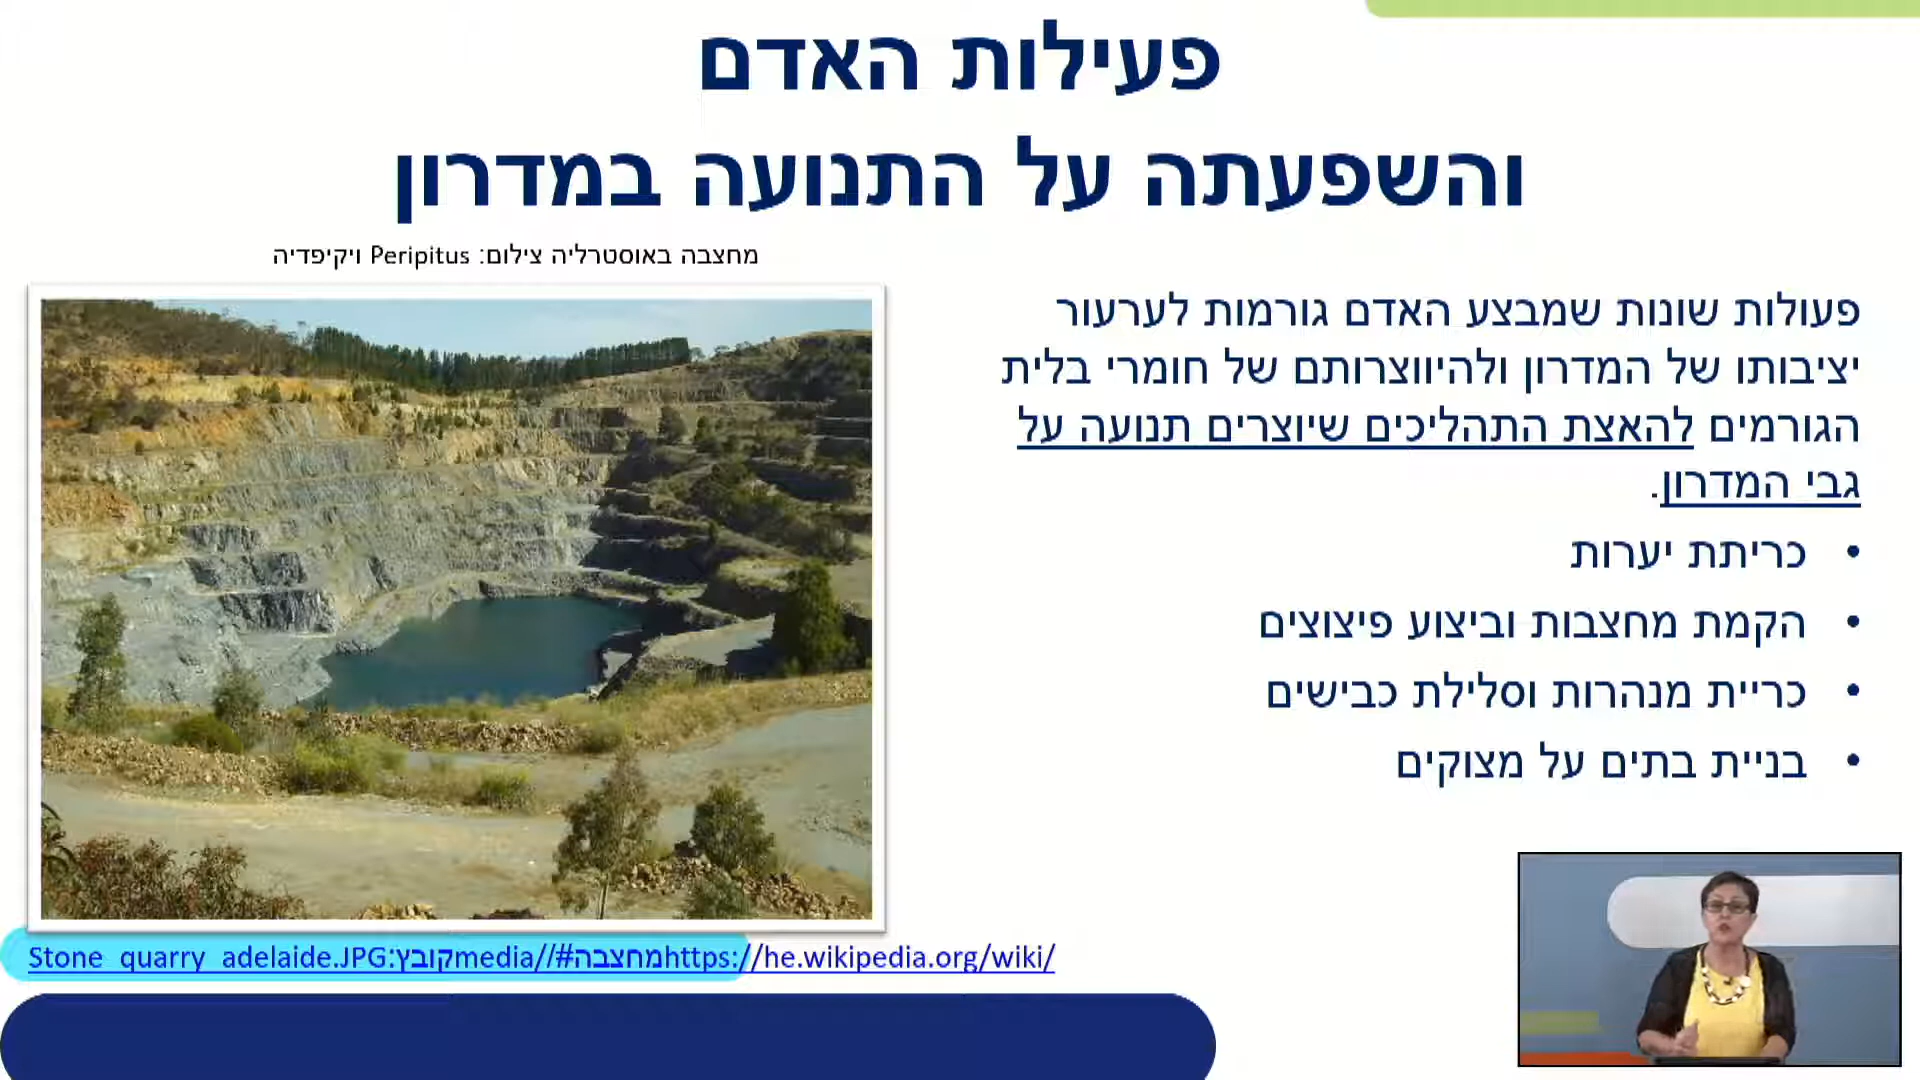 פעילות האדם
והשפעתה על התנועה במדרון
מחצבה באוסטרליה צילום: Peripitus ויקיפדיה
פעולות שונות שמבצע האדם גורמות לערעור
יציבותו של המדרון ולהיווצרותם של חומרי בלית
הגורמים להאצת התהליכים שיוצרים תנועה על
גבי המדרון.
• כריתת יערות
• הקמת מחצבות וביצוע פיצוצים
• כריית מנהרות וסלילת כבישים
• בניית בתים על מצוקים
https://he.wikipedia.org/wiki/מחצבה#/media/קובץ:Stone_quarry_adelaide.JPG